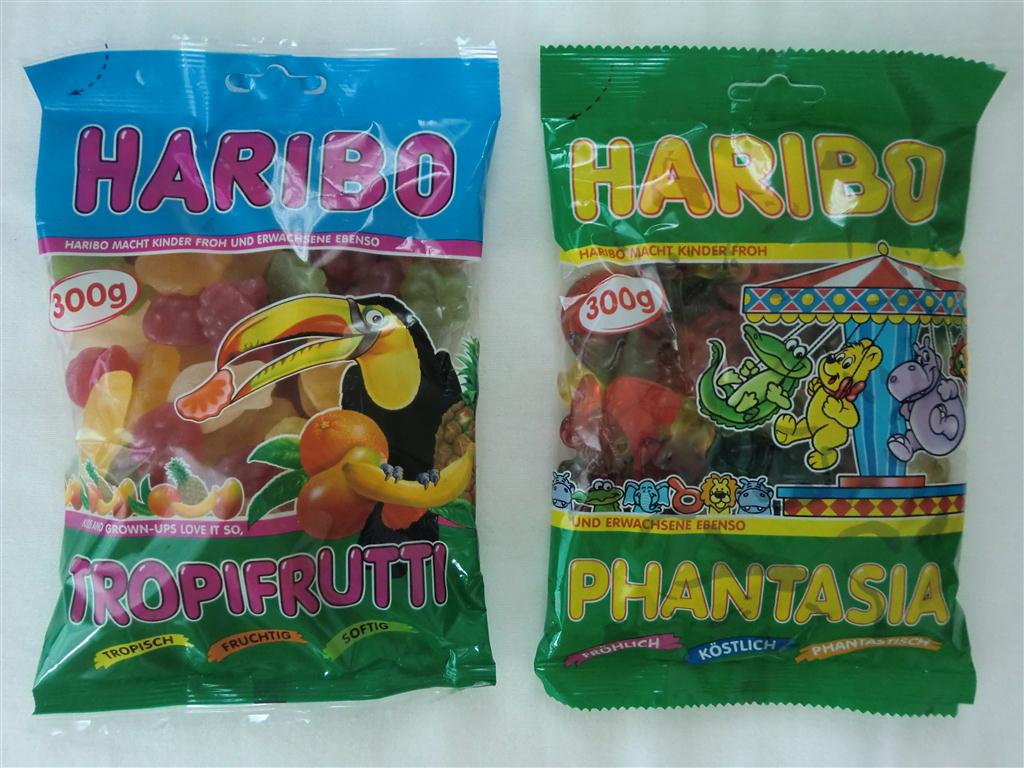 HARIBO
HARIBO MACHT KINDER FROH UND ERWACHSENE EBENSO
300g
KIDS AND GROWN-UPS LOVE IT SO,
TROPIFRUTTI
TROPISCH
FRUCHTIG
SOFTIG
HARIBO
HARIBO MACHT KINDER FROH
300g
UND ERWACHSENE EBENSO
PHANTASIA
FRÖHLICH
KÖSTLICH
PHANTASTISCH